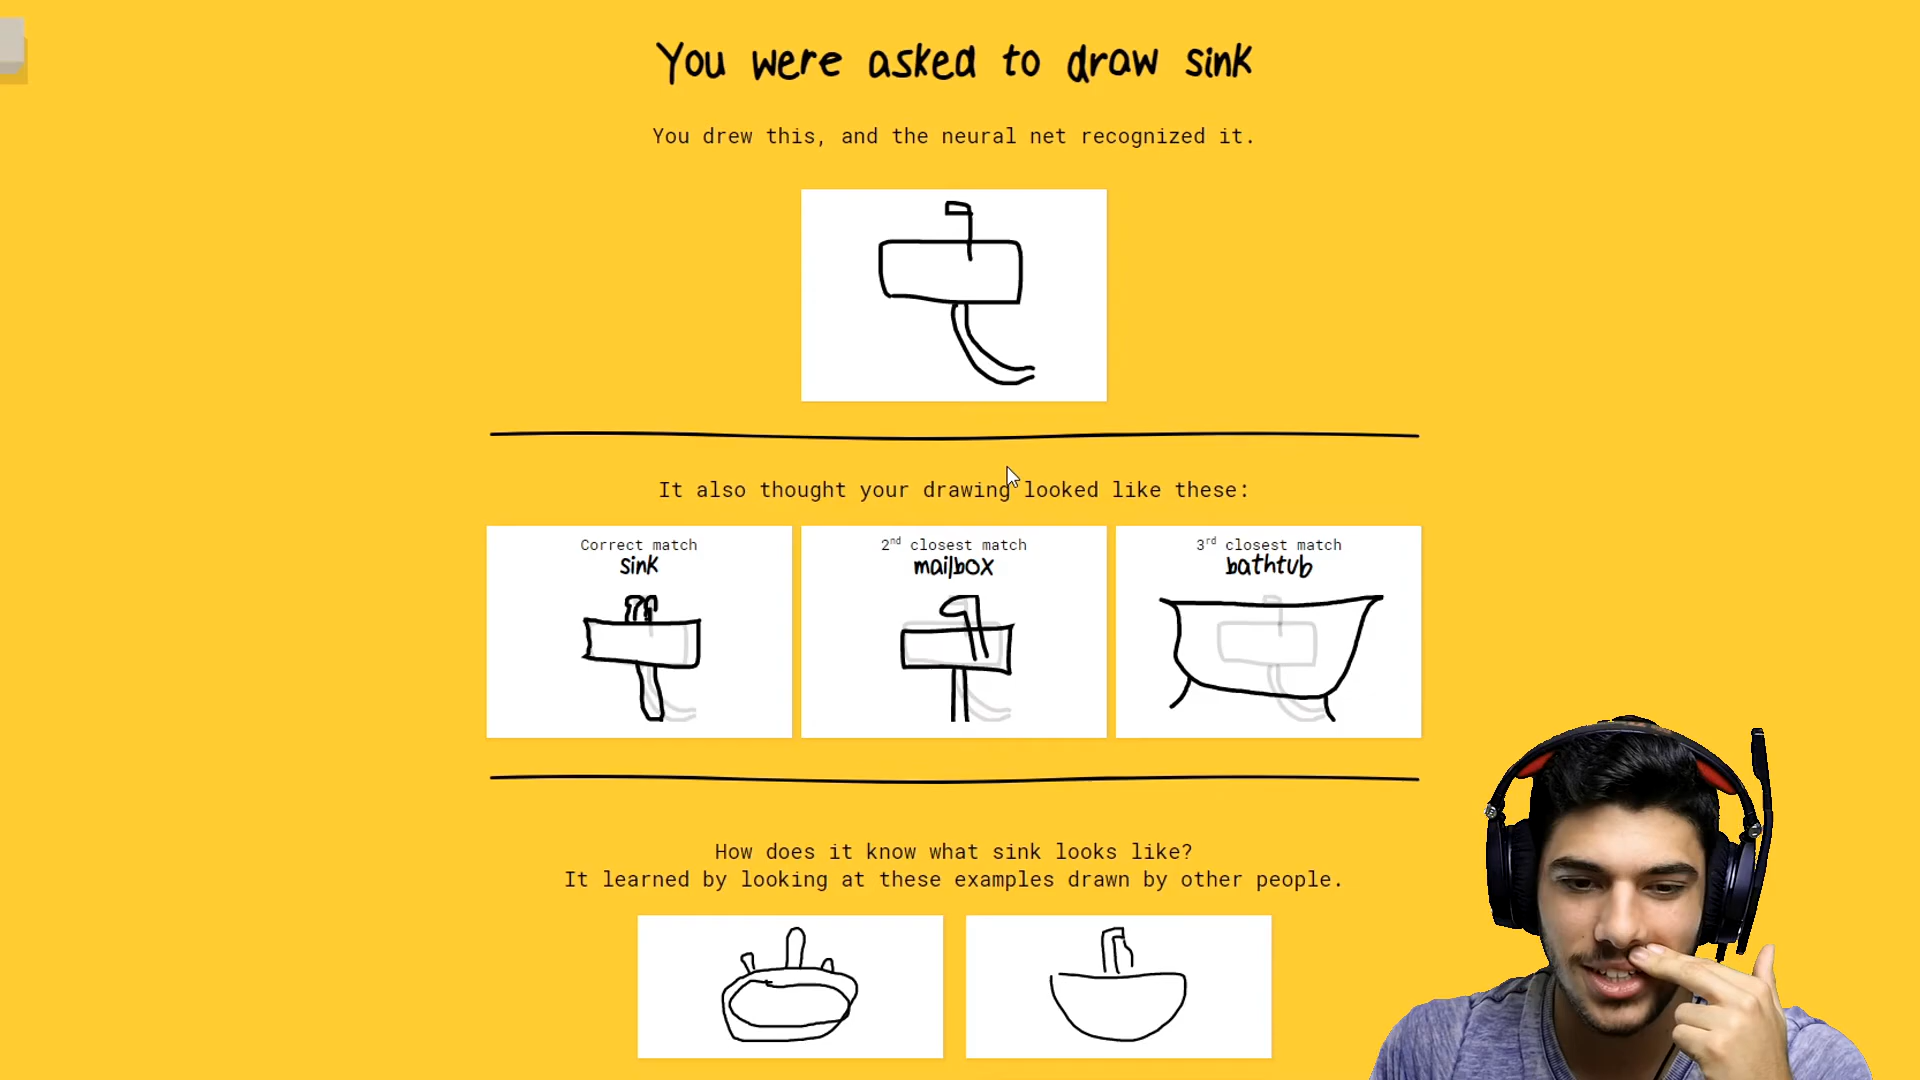 You were asked to draw sink
You drew this, and the neural net recognized it.
It also thought your drawing looked like these:
Correct match
sink
2nd closest match
mailbox
3rd closest match
bathtub
How does it know what sink looks like?
It learned by looking at these examples drawn by other people.